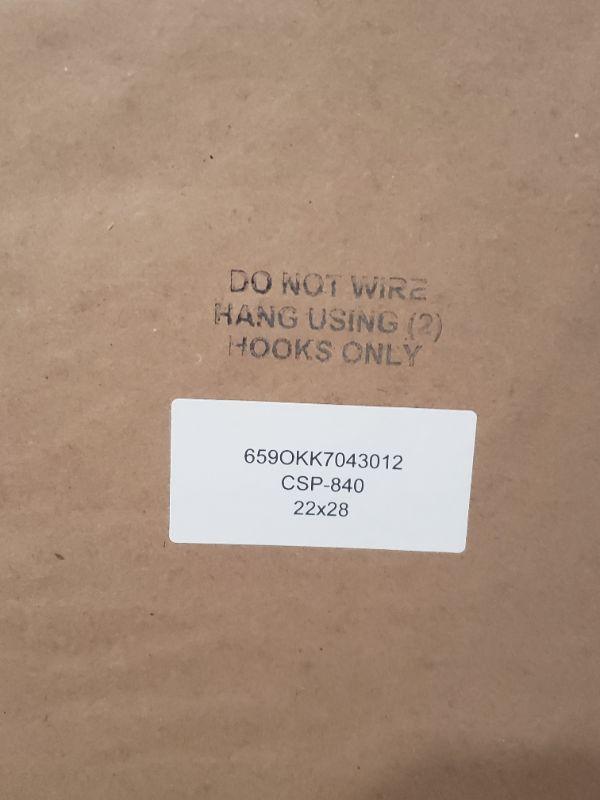 DO NOT WIRE
HANG USING (2)
HOOKS ONLY
659OKK7043012
CSP-840
22x28